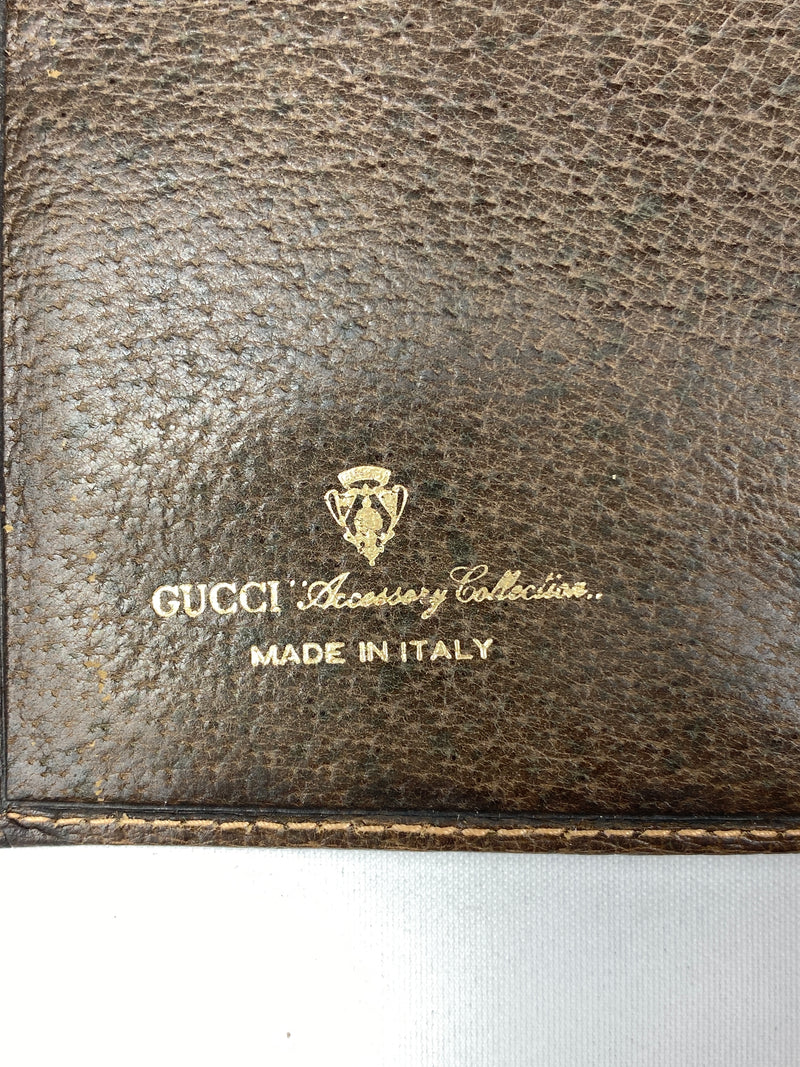 GUCCI "Accessory Collection..
MADE IN ITALY